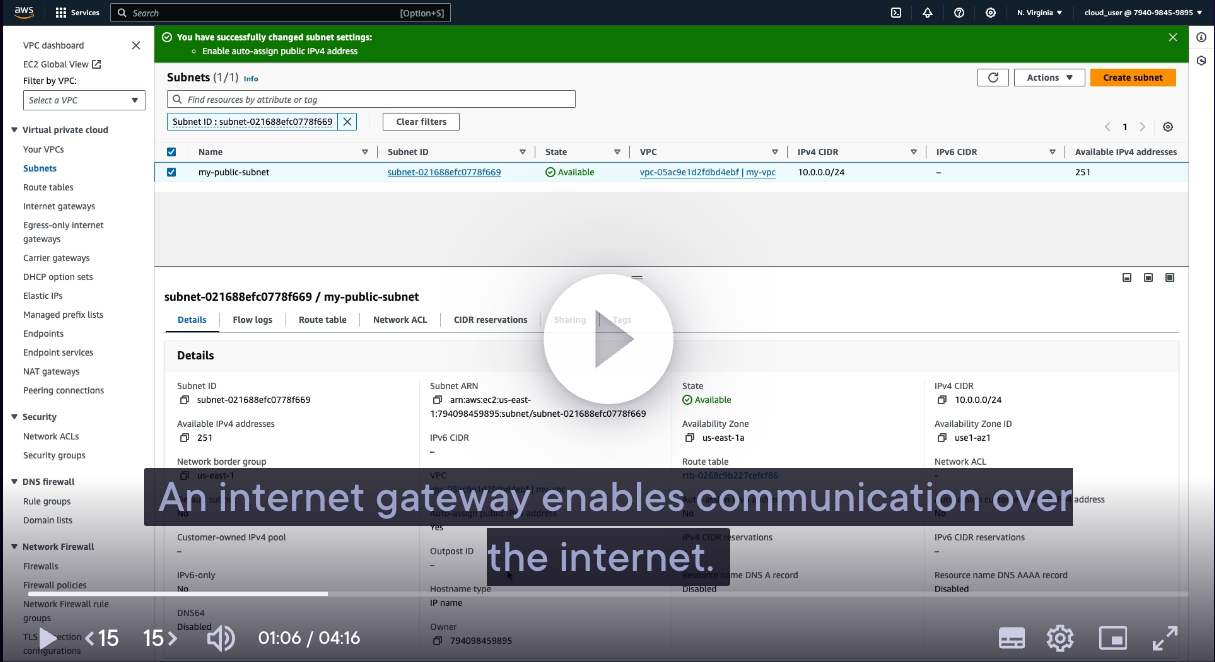 aws
Services
Search
[Option+S]
N. Virginia
cloud_user @ 7940-9845-9895
VPC dashboard
EC2 Global View
Filter by VPC:
Select a VPC
Virtual private cloud
Your VPCs
Subnets
Route tables
Internet gateways
Egress-only internet
gateways
Carrier gateways
DHCP option sets
Elastic IPs
Managed prefix lists
Endpoints
Endpoint services
NAT gateways
Peering connections
Security
Network ACLs
Security groups
DNS firewall
Rule groups
Domain lists
Network Firewall
Firewalls
Firewall policies
Network Firewall rule
groups
You have successfully changed subnet settings:
Enable auto-assign public IPv4 address
Subnets (1/1) Info
Actions
Create subnet
Find resources by attribute or tag
Subnet ID : subnet-021688efc0778f669
Clear filters
1
Name
Subnet ID
State
VPC
IPv4 CIDR
IPv6 CIDR
Available IPv4 addresses
my-public-subnet
subnet-021688efc0778f669
Available
vpc-05ac9e1d2fdbd4ebf | my-vpc
10.0.0.0/24
–
251
subnet-021688efc0778f669 / my-public-subnet
Details
Flow logs
Route table
Network ACL
CIDR reservations
Sharing
Tags
Details
Subnet ID
subnet-021688efc0778f669
Available IPv4 addresses
251
Network border group
us-east-1
No
Customer-owned IPv4 pool
–
IPv6-only
No
DNS64
Disabled
Subnet ARN
arn:aws:ec2:us-east-
1:794098459895:subnet/subnet-021688efc0778f669
IPv6 CIDR
–
VPC
Yes
Outpost ID
–
Hostname type
IP name
Owner
794098459895
State
Available
Availability Zone
us-east-1a
Route table
rtb-0268c9b227cefcf86
No
IPv4 CIDR reservations
–
Resource name DNS A record
Disabled
IPv4 CIDR
10.0.0.0/24
Availability Zone ID
use1-az1
Network ACL
address
No
IPv6 CIDR reservations
–
Resource name DNS AAAA record
Disabled
An internet gateway enables communication over
the internet.
15
15
01:06 / 04:16